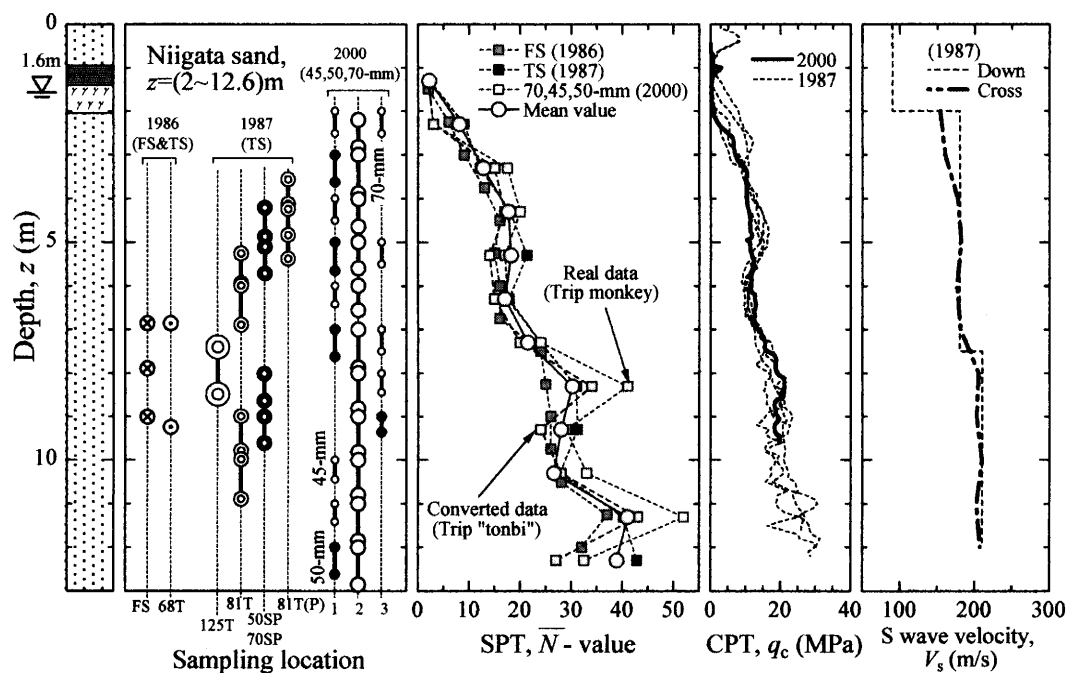 0
1.6m
5
10
Depth, z (m)
Niigata sand,
z=(2~12.6)m
1986
(FS&TS)
1987
(TS)
2000
(45,50,70-mm)
70-mm
45-mm
50-mm
FS
68T
125T
81T
50SP
70SP
81T(P)
1
2
3
Sampling location
FS (1986)
TS (1987)
70,45,50-mm (2000)
Mean value
Real data
(Trip monkey)
Converted data
(Trip "tonbi")
0
10
20
30
40
50
SPT, N - value
2000
1987
0
10
20
30
40
CPT, qc (MPa)
(1987)
Down
Cross
100
200
300
S wave velocity,
Vs (m/s)